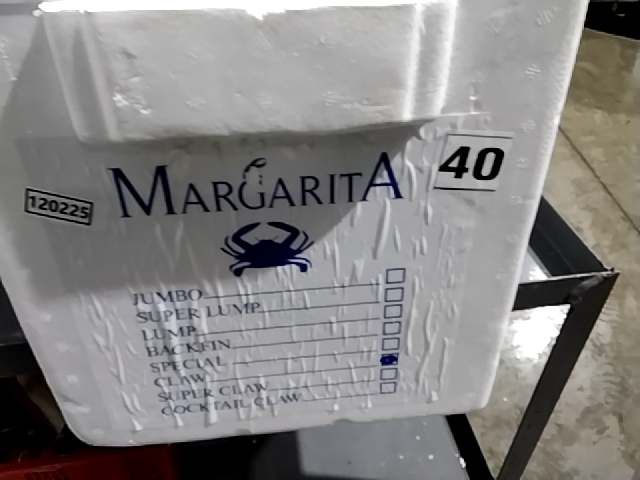 MARGARITA
40
120225
JUMBO
SUPER LUMP
LUMP
BACKFIN
SPECIAL
CLAW
SUPER CLAW
COCKTAIL CLAW